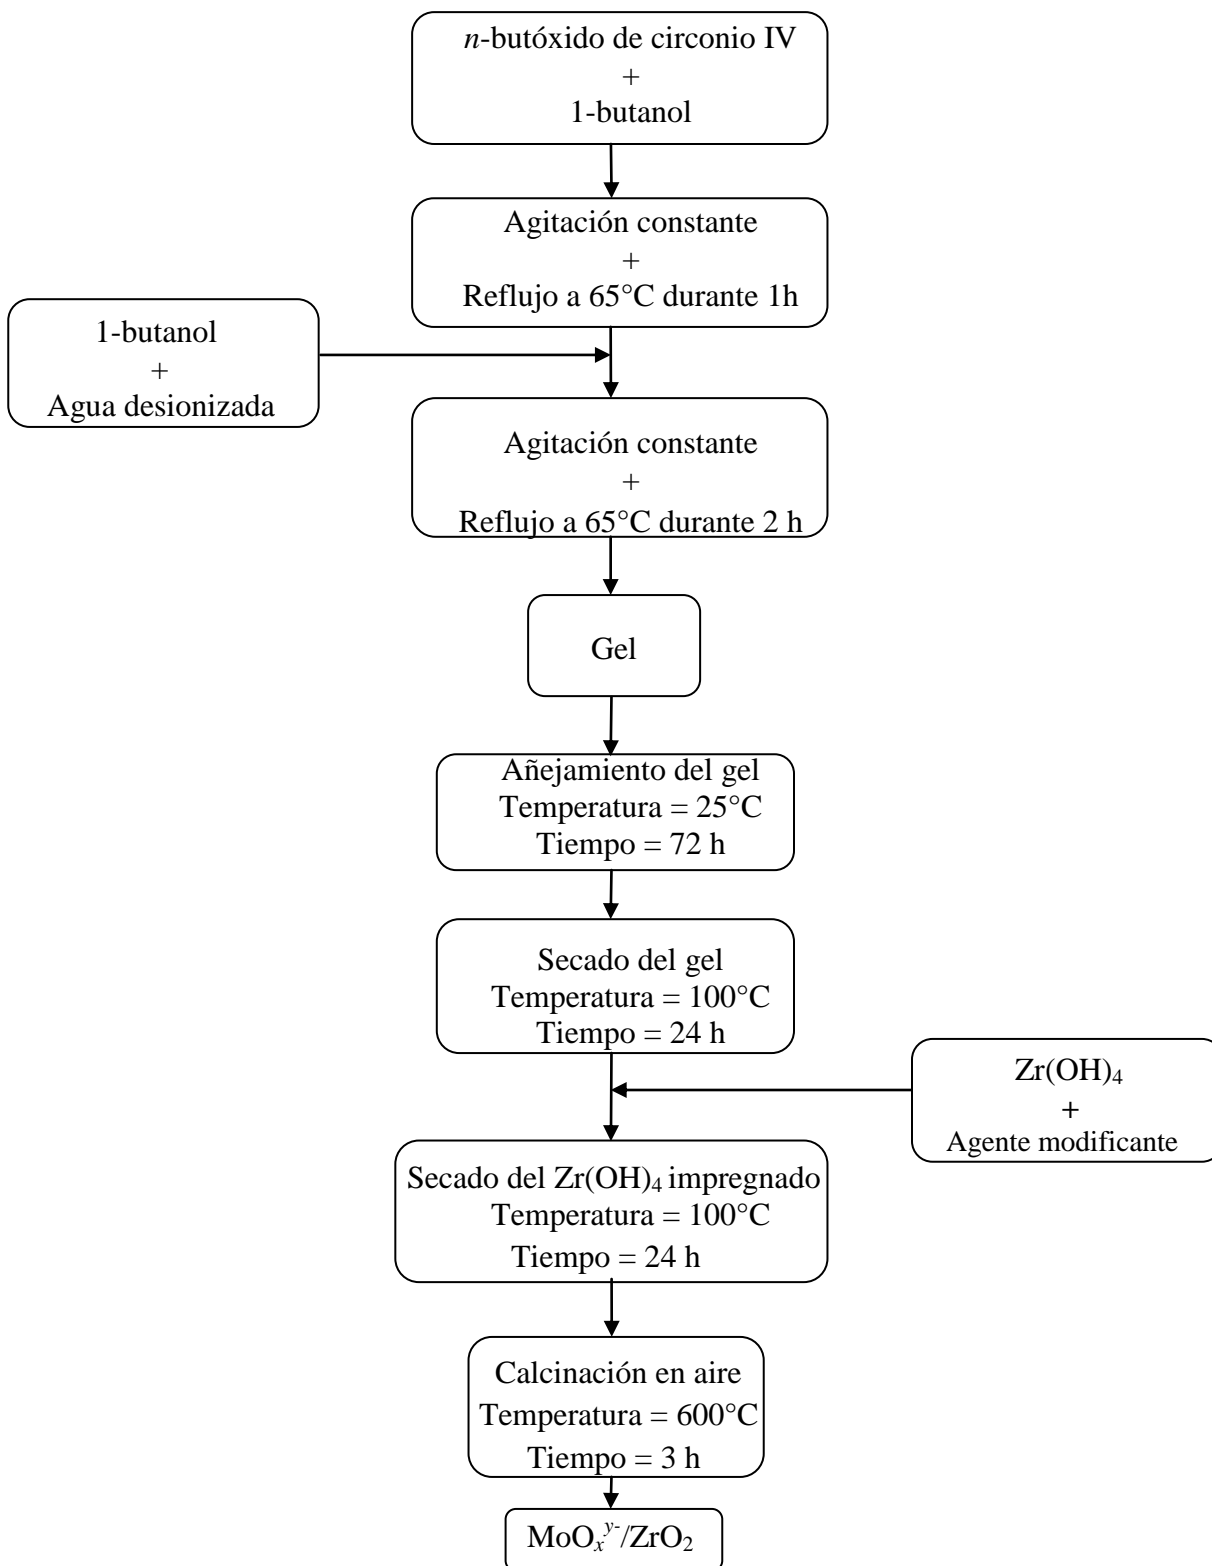 n-butóxido de circonio IV
+
1-butanol
Agitación constante
+
Reflujo a 65°C durante 1h
1-butanol
+
Agua desionizada
Agitación constante
+
Reflujo a 65°C durante 2 h
Gel
Añejamiento del gel
Temperatura = 25°C
Tiempo = 72 h
Secado del gel
Temperatura = 100°C
Tiempo = 24 h
Zr(OH)₄
+
Agente modificante
Secado del Zr(OH)₄ impregnado
Temperatura = 100°C
Tiempo = 24 h
Calcinación en aire
Temperatura = 600°C
Tiempo = 3 h
MoOₓʸ⁻/ZrO₂